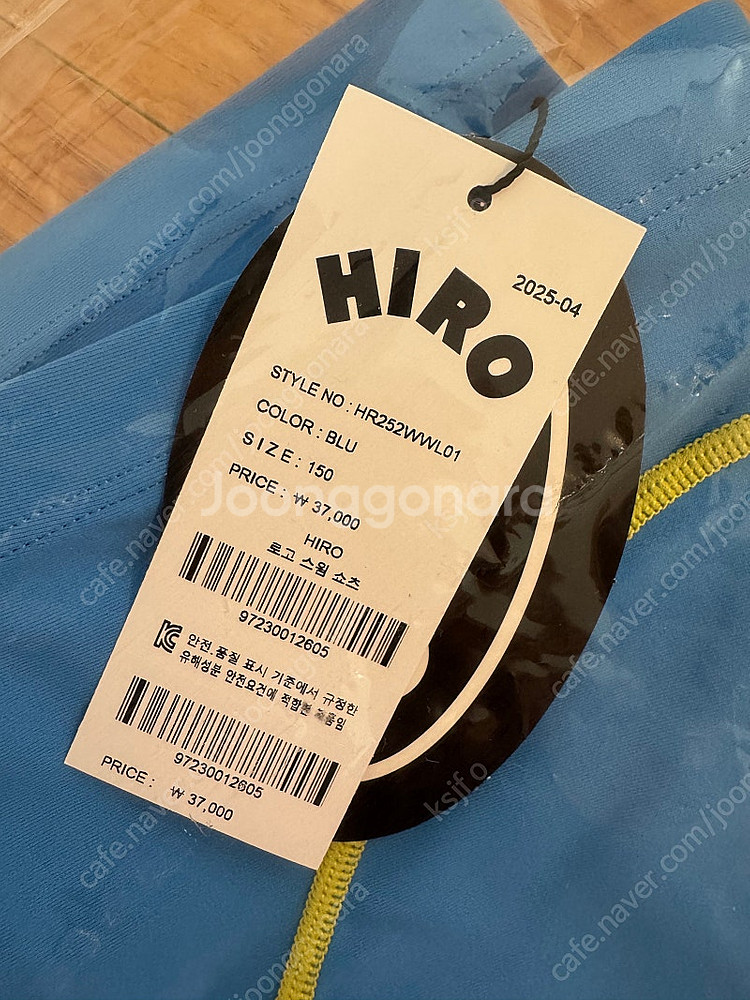 HIRO
2025-04
STYLE NO : HR252WWL01
COLOR : BLU
SIZE : 150
PRICE : ₩ 37,000
HIRO
로고 스윔 쇼츠
97230012605
안전.품질 표시 기준에서 규정한
유해성분 안전요건에 적합한 제품임
97230012605
PRICE : ₩ 37,000
Joonggonara
cafe.naver.com/joonggonara
ksjf.o